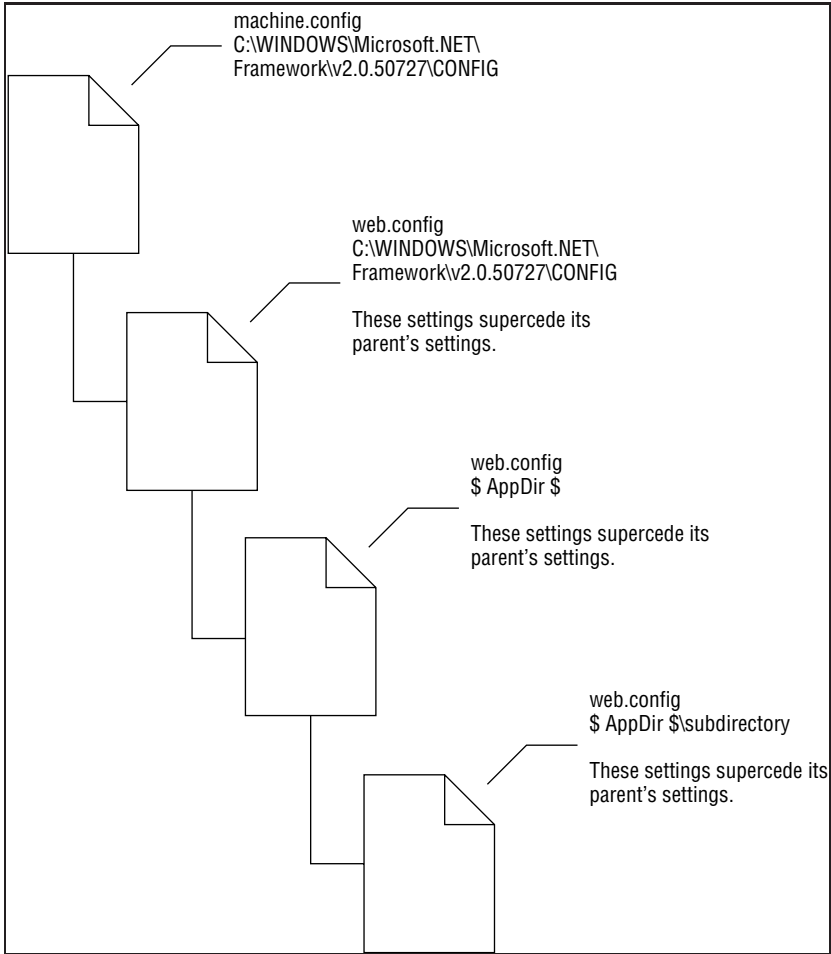 machine.config
C:\WINDOWS\Microsoft.NET\
Framework\v2.0.50727\CONFIG
web.config
C:\WINDOWS\Microsoft.NET\
Framework\v2.0.50727\CONFIG
These settings supercede its
parent's settings.
web.config
$ AppDir $
These settings supercede its
parent's settings.
web.config
$ AppDir $\subdirectory
These settings supercede its
parent's settings.